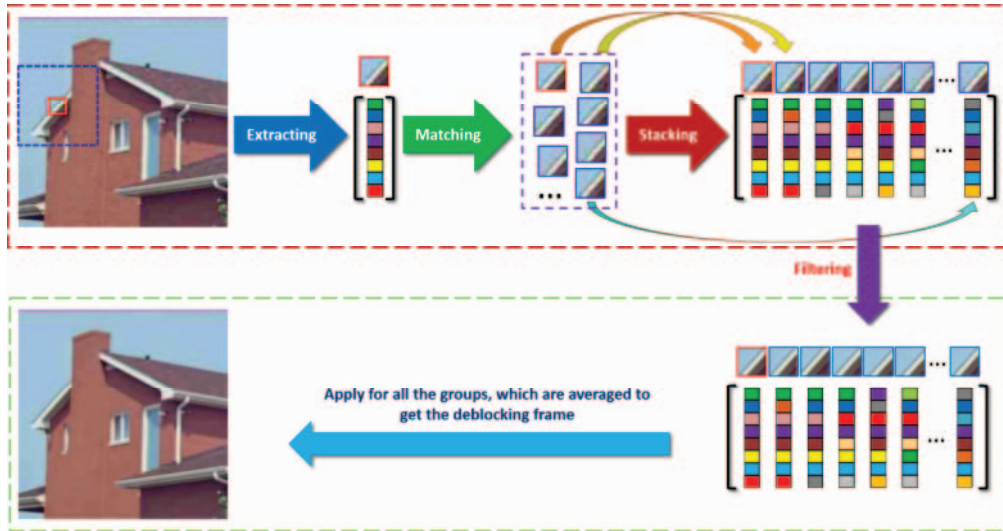 Extracting
Matching
Stacking
Filtering
Apply for all the groups, which are averaged to
get the deblocking frame